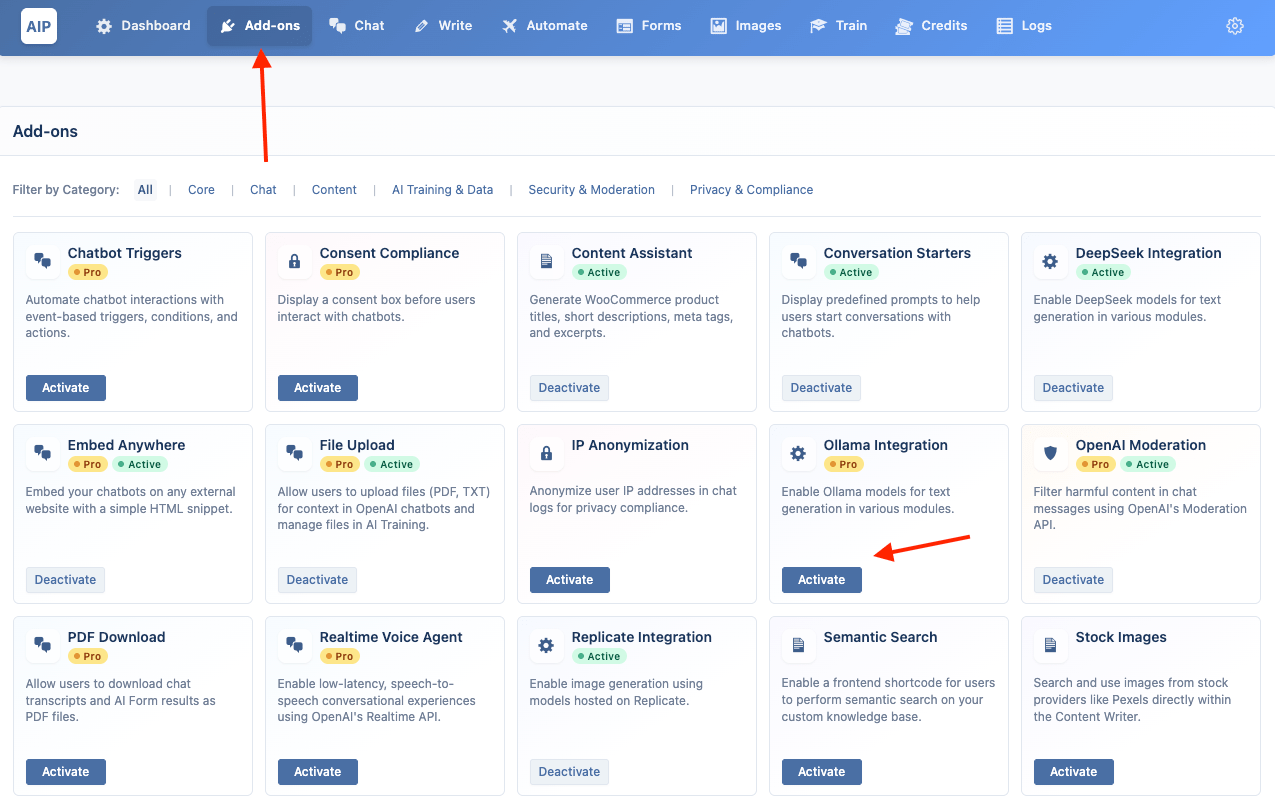 AIP Dashboard Add-ons Chat Write Automate Forms Images Train Credits Logs
Add-ons
Filter by Category: All | Core | Chat | Content | AI Training & Data | Security & Moderation | Privacy & Compliance
Chatbot Triggers
Pro
Automate chatbot interactions with
event-based triggers, conditions, and
actions.
Activate
Consent Compliance
Pro
Display a consent box before users
interact with chatbots.
Activate
Content Assistant
Active
Generate WooCommerce product
titles, short descriptions, meta tags,
and excerpts.
Deactivate
Conversation Starters
Active
Display predefined prompts to help
users start conversations with
chatbots.
Deactivate
DeepSeek Integration
Active
Enable DeepSeek models for text
generation in various modules.
Deactivate
Embed Anywhere
Pro Active
Embed your chatbots on any external
website with a simple HTML snippet.
Deactivate
File Upload
Pro Active
Allow users to upload files (PDF, TXT)
for context in OpenAI chatbots and
manage files in AI Training.
Deactivate
IP Anonymization
Anonymize user IP addresses in chat
logs for privacy compliance.
Activate
Ollama Integration
Pro
Enable Ollama models for text
generation in various modules.
Activate
OpenAI Moderation
Pro Active
Filter harmful content in chat
messages using OpenAI's Moderation
API.
Deactivate
PDF Download
Pro
Allow users to download chat
transcripts and AI Form results as
PDF files.
Activate
Realtime Voice Agent
Pro
Enable low-latency, speech-to-
speech conversational experiences
using OpenAI's Realtime API.
Activate
Replicate Integration
Active
Enable image generation using
models hosted on Replicate.
Deactivate
Semantic Search
Enable a frontend shortcode for users
to perform semantic search on your
custom knowledge base.
Activate
Stock Images
Search and use images from stock
providers like Pexels directly within
the Content Writer.
Activate